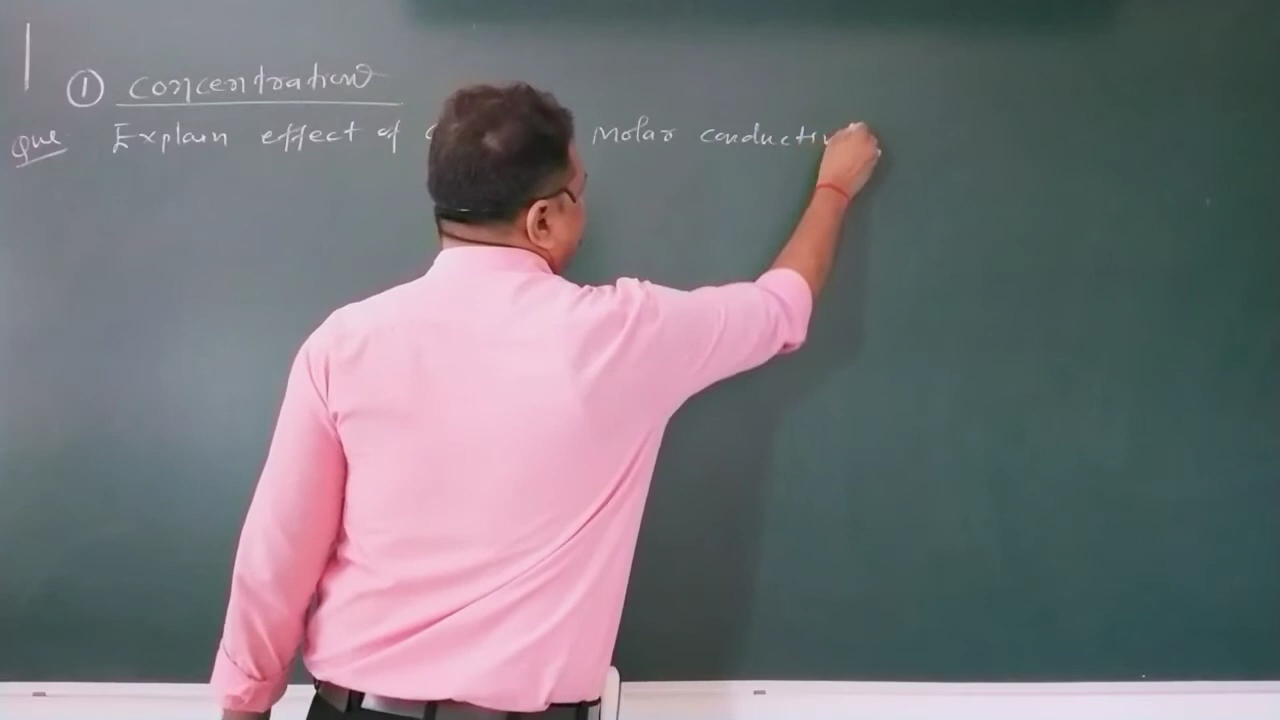 ① Concentration
Que Explain effect of Molar conductiv